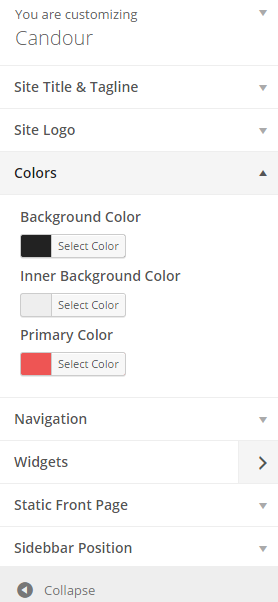 You are customizing
Candour
Site Title & Tagline
Site Logo
Colors
Background Color
Select Color
Inner Background Color
Select Color
Primary Color
Select Color
Navigation
Widgets
Static Front Page
Sidebbar Position
Collapse